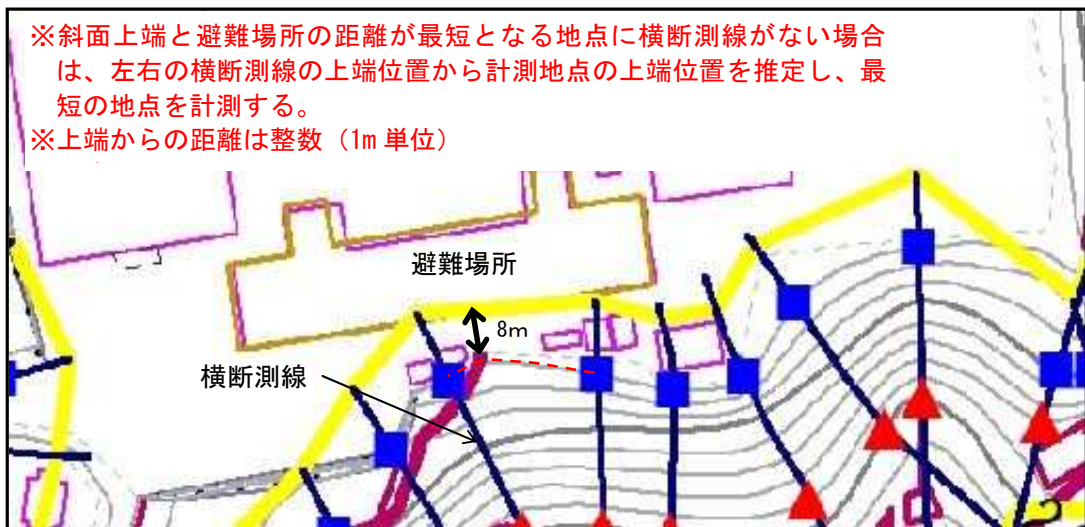 ※斜面上端と避難場所の距離が最短となる地点に横断測線がない場合
は、左右の横断測線の上端位置から計測地点の上端位置を推定し、最
短の地点を計測する。
※上端からの距離は整数（1m 単位）
避難場所
8m
横断測線